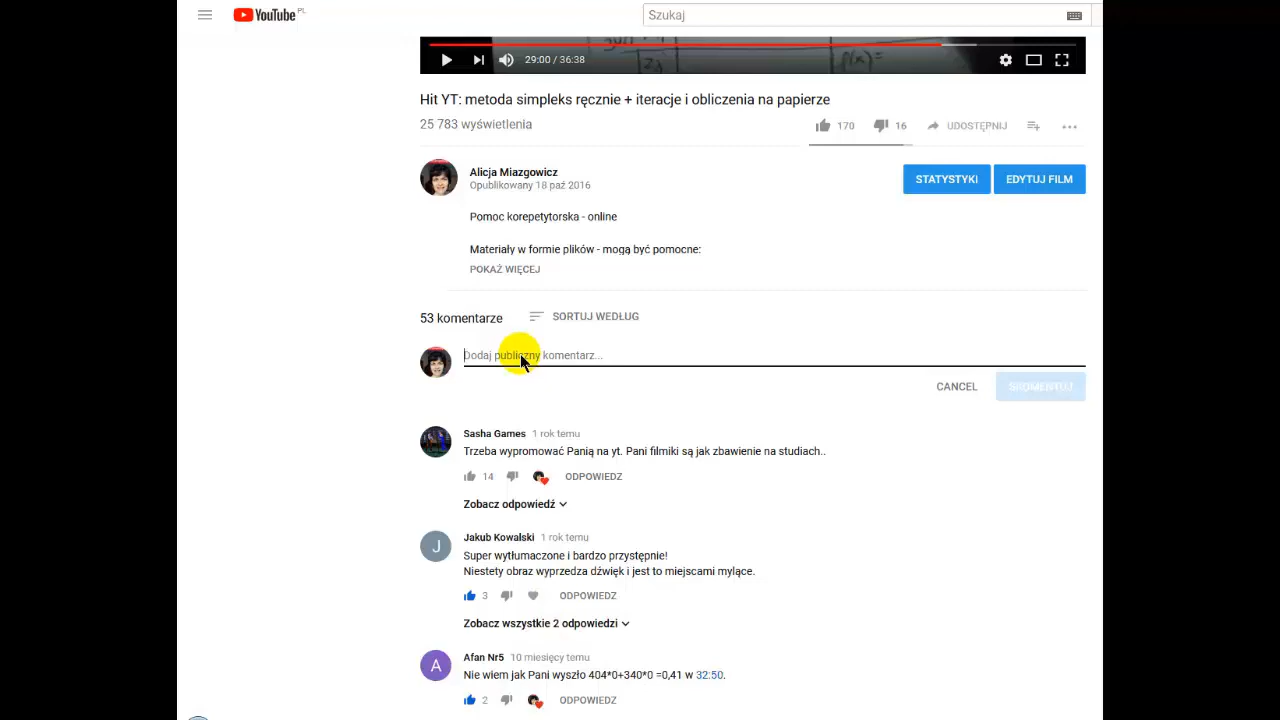 YouTube PL
Szukaj
29:00 / 36:38
f(x)=
Hit YT: metoda simpleks ręcznie + iteracje i obliczenia na papierze
25 783 wyświetlenia
170
16
UDOSTĘPNIJ
Alicja Miazgowicz
Opublikowany 18 paź 2016
STATYSTYKI
EDYTUJ FILM
Pomoc korepetytorska - online
Materiały w formie plików - mogą być pomocne:
POKAŻ WIĘCEJ
53 komentarze
SORTUJ WEDŁUG
Dodaj publiczny komentarz...
CANCEL
SKOMENTUJ
Sasha Games 1 rok temu
Trzeba wypromować Panią na yt. Pani filmiki są jak zbawienie na studiach..
14
ODPOWIEDZ
Zobacz odpowiedź
J
Jakub Kowalski 1 rok temu
Super wytłumaczone i bardzo przystępnie!
Niestety obraz wyprzedza dźwięk i jest to miejscami mylące.
3
ODPOWIEDZ
Zobacz wszystkie 2 odpowiedzi
A
Afan Nr5 10 miesięcy temu
Nie wiem jak Pani wyszło 404*0+340*0 =0,41 w 32:50.
2
ODPOWIEDZ